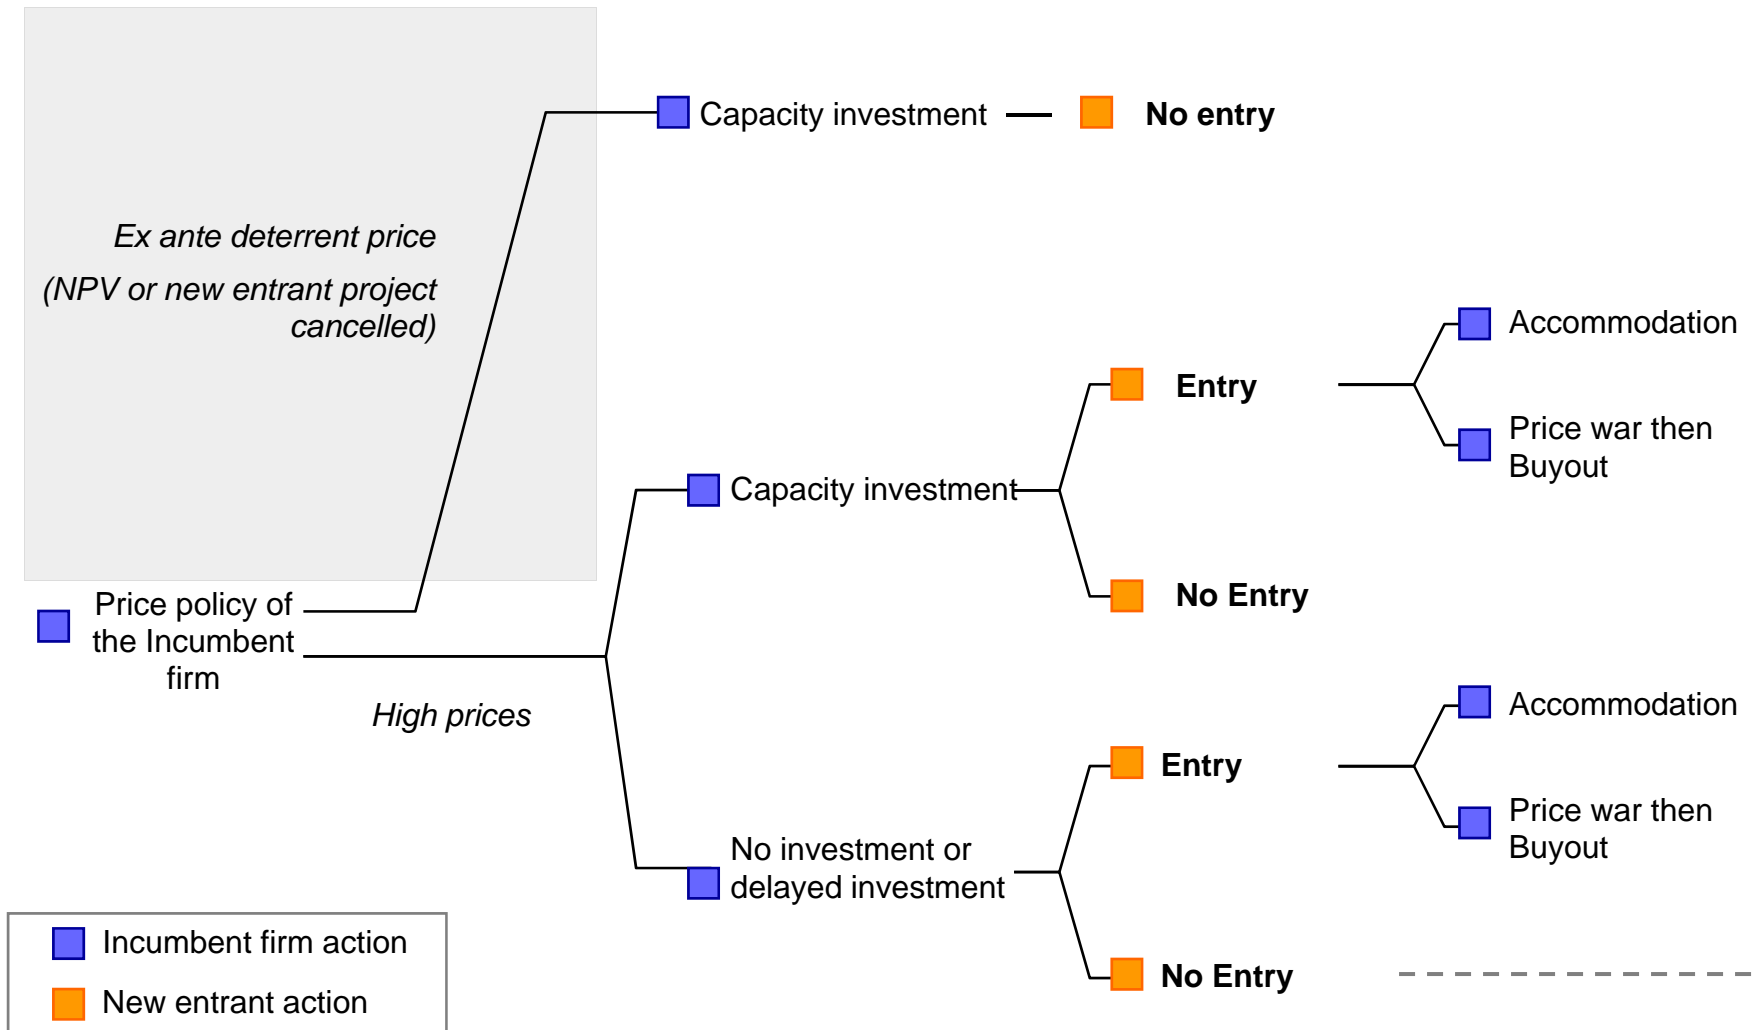 Capacity investment
No entry
Ex ante deterrent price
(NPV or new entrant project
cancelled)
Accommodation
Entry
Price war then
Buyout
Capacity investment
No Entry
Price policy of
the Incumbent
firm
High prices
Accommodation
Entry
Price war then
Buyout
No investment or
delayed investment
No Entry
Incumbent firm action
New entrant action